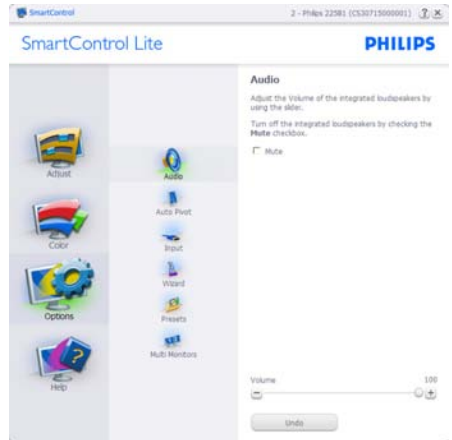 SmartControl
2 - Philips 225B1 (CS30715000001)
SmartControl Lite
PHILIPS
Adjust
Color
Options
Help
Audio
Auto Pivot
Input
Wizard
Presets
Multi Monitors
Audio
Adjust the Volume of the integrated loudspeakers by
using the slider.
Turn off the integrated loudspeakers by checking the
Mute checkbox.
Mute
Volume 100
Undo